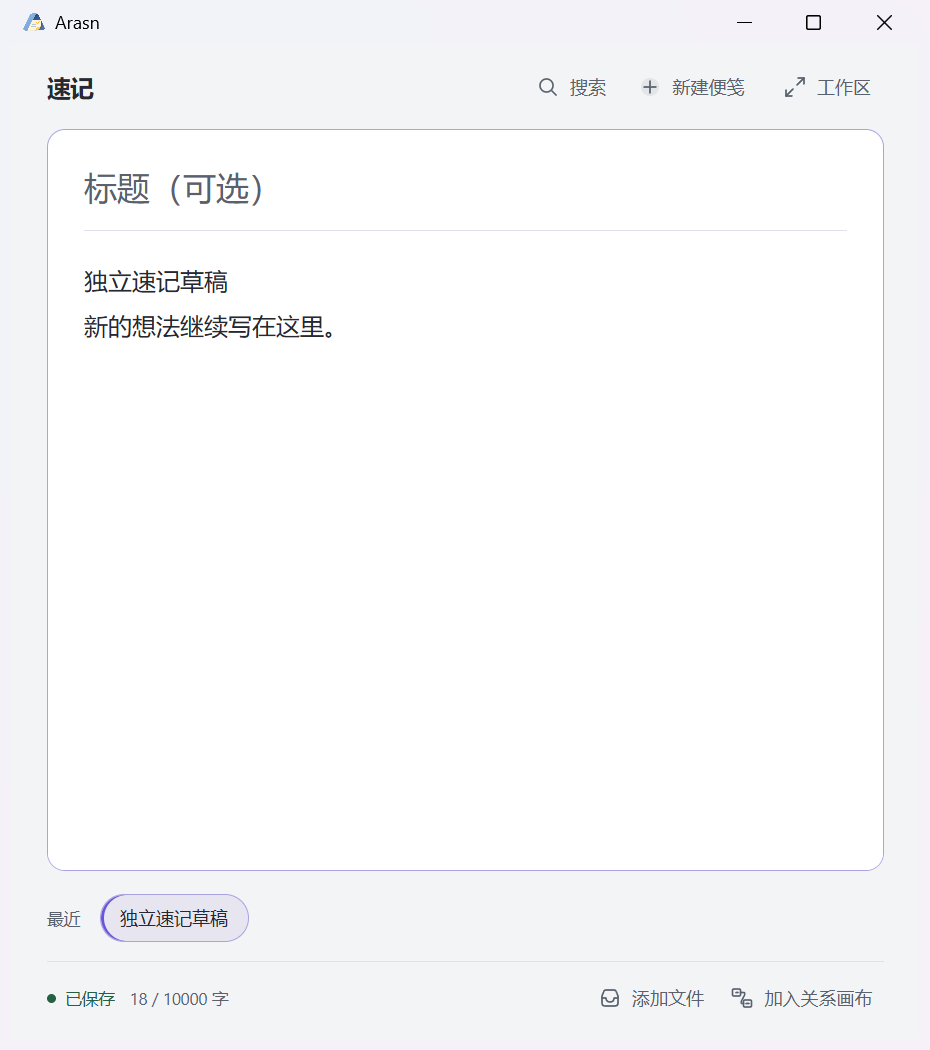 Arasn
速记
搜索
新建便笺
工作区
标题（可选）
独立速记草稿
新的想法继续写在这里。
最近
独立速记草稿
已保存 18 / 10000 字
添加文件
加入关系画布